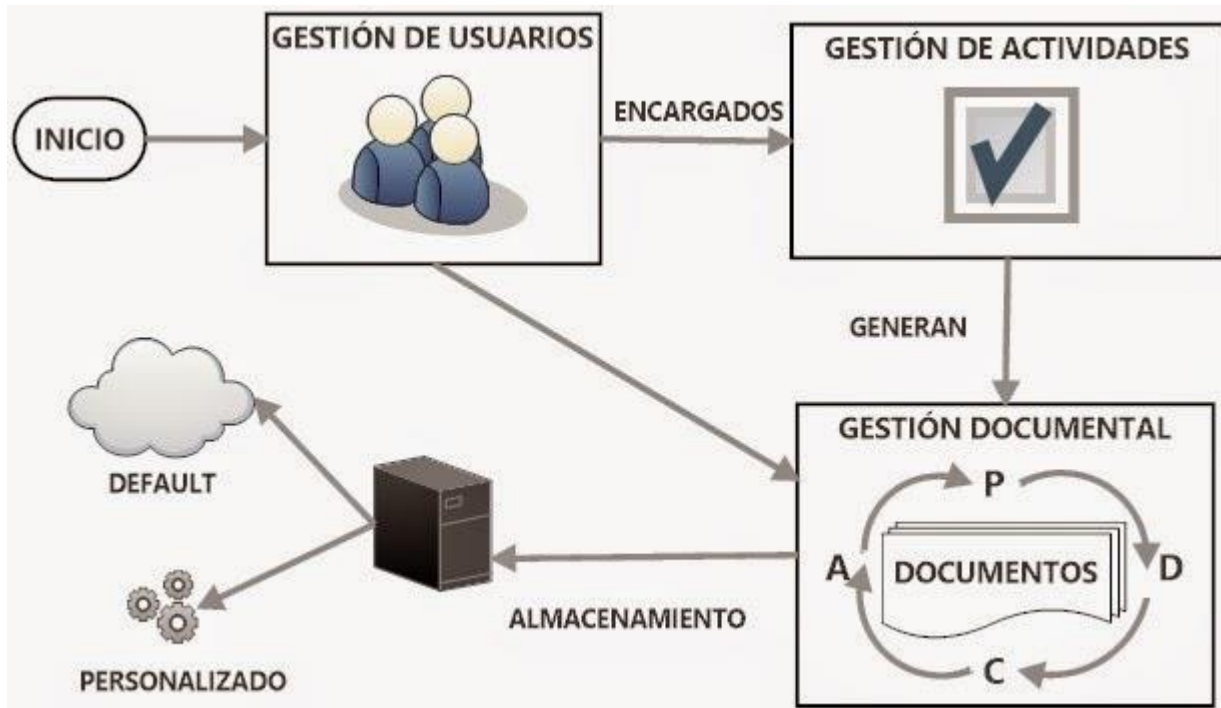 GESTIÓN DE USUARIOS
GESTIÓN DE ACTIVIDADES
INICIO
ENCARGADOS
GENERAN
DEFAULT
GESTIÓN DOCUMENTAL
P
A
DOCUMENTOS
D
C
ALMACENAMIENTO
PERSONALIZADO